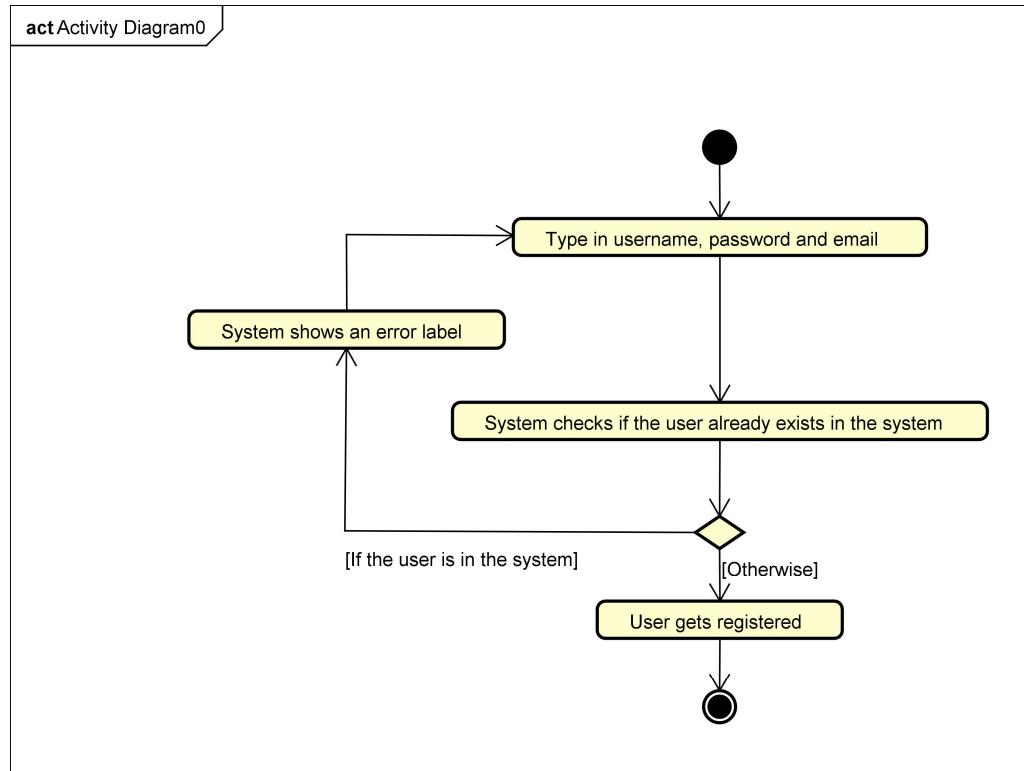 act Activity Diagram0
Type in username, password and email
System shows an error label
System checks if the user already exists in the system
[If the user is in the system]
[Otherwise]
User gets registered